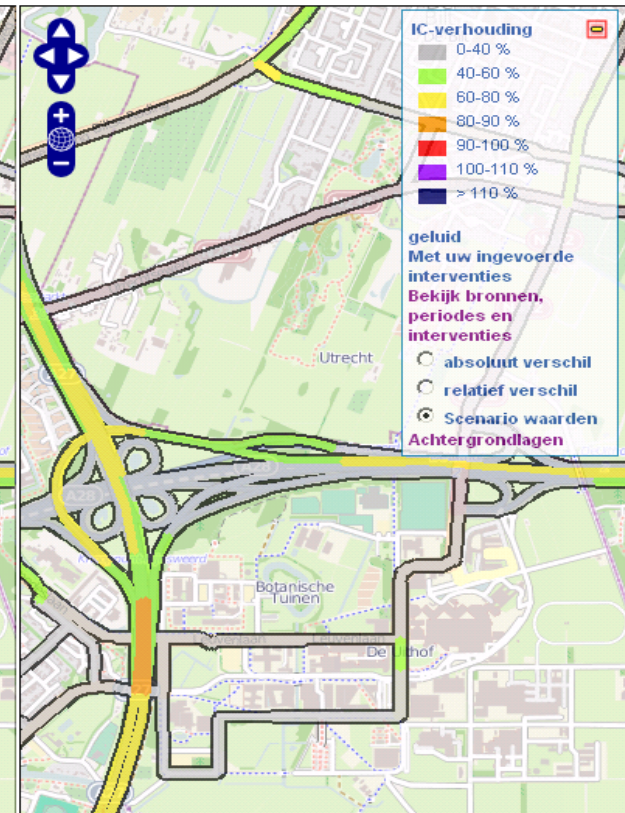 IC-verhouding
0-40 %
40-60 %
60-80 %
80-90 %
90-100 %
100-110 %
> 110 %
geluid
Met uw ingevoerde
interventies
Bekijk bronnen,
periodes en
interventies
absoluut verschil
relatief verschil
Scenario waarden
Achtergrondlagen
Utrecht
A28
A28
Botanische
Tuinen
Leuvenlaan
De Uithof